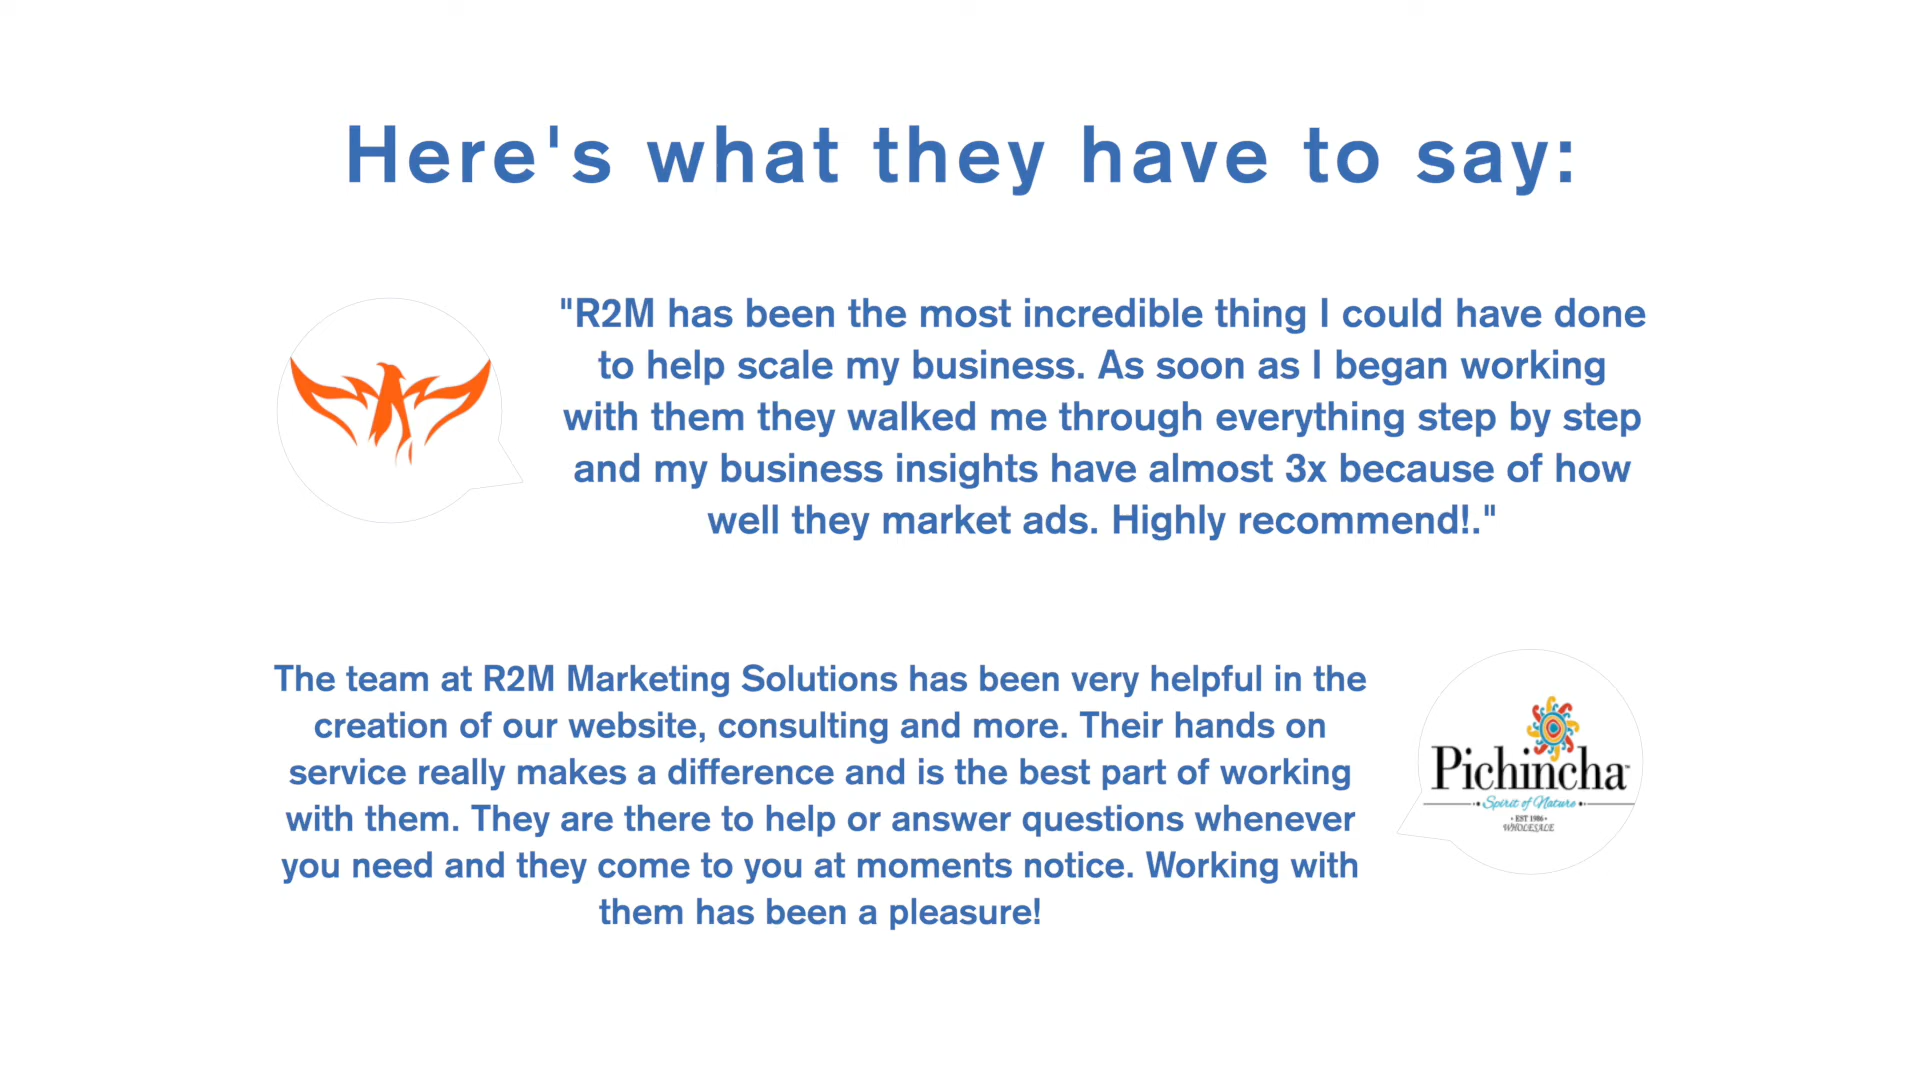 Here's what they have to say:
"R2M has been the most incredible thing I could have done
to help scale my business. As soon as I began working
with them they walked me through everything step by step
and my business insights have almost 3x because of how
well they market ads. Highly recommend!."
The team at R2M Marketing Solutions has been very helpful in the
creation of our website, consulting and more. Their hands on
service really makes a difference and is the best part of working
with them. They are there to help or answer questions whenever
you need and they come to you at moments notice. Working with
them has been a pleasure!
Pichincha™
Spirit of Nature
• EST 1986 •
WHOLESALE